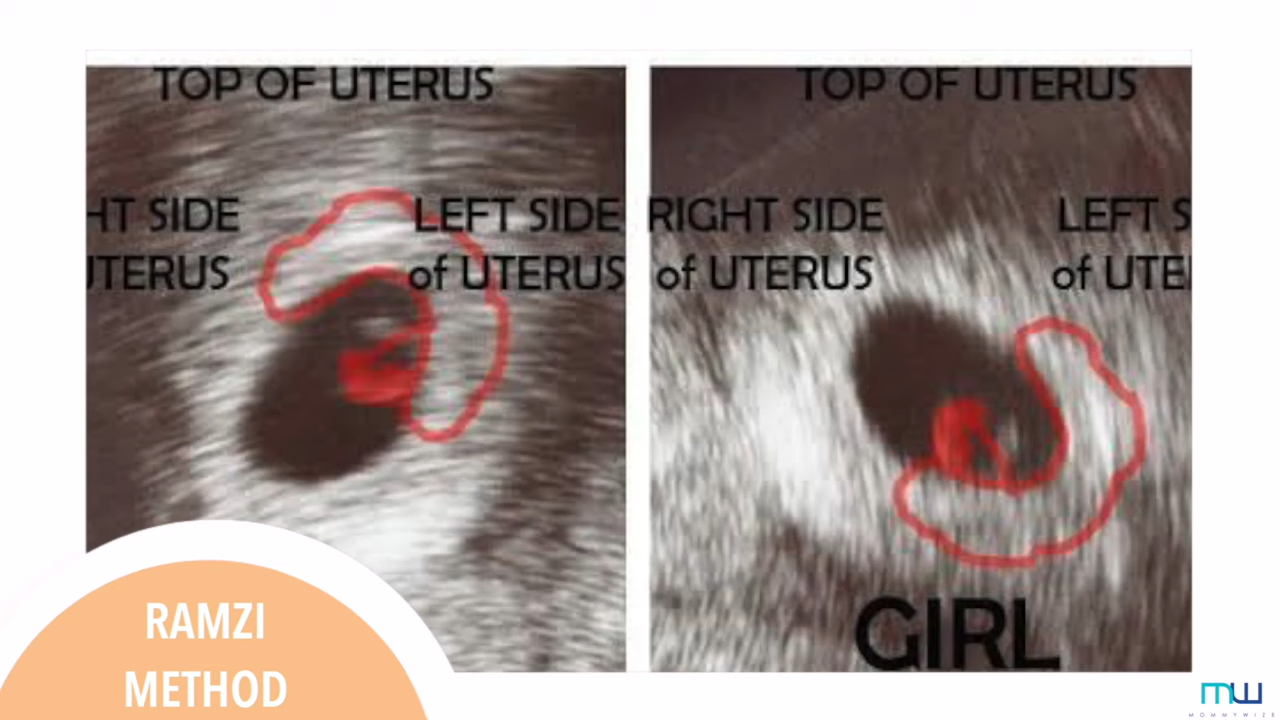 TOP OF UTERUS
HT SIDE
UTERUS
LEFT SIDE
of UTERUS
TOP OF UTERUS
RIGHT SIDE
of UTERUS
LEFT S
of UTE
GIRL
RAMZI
METHOD
mw
MOMMYWIZE